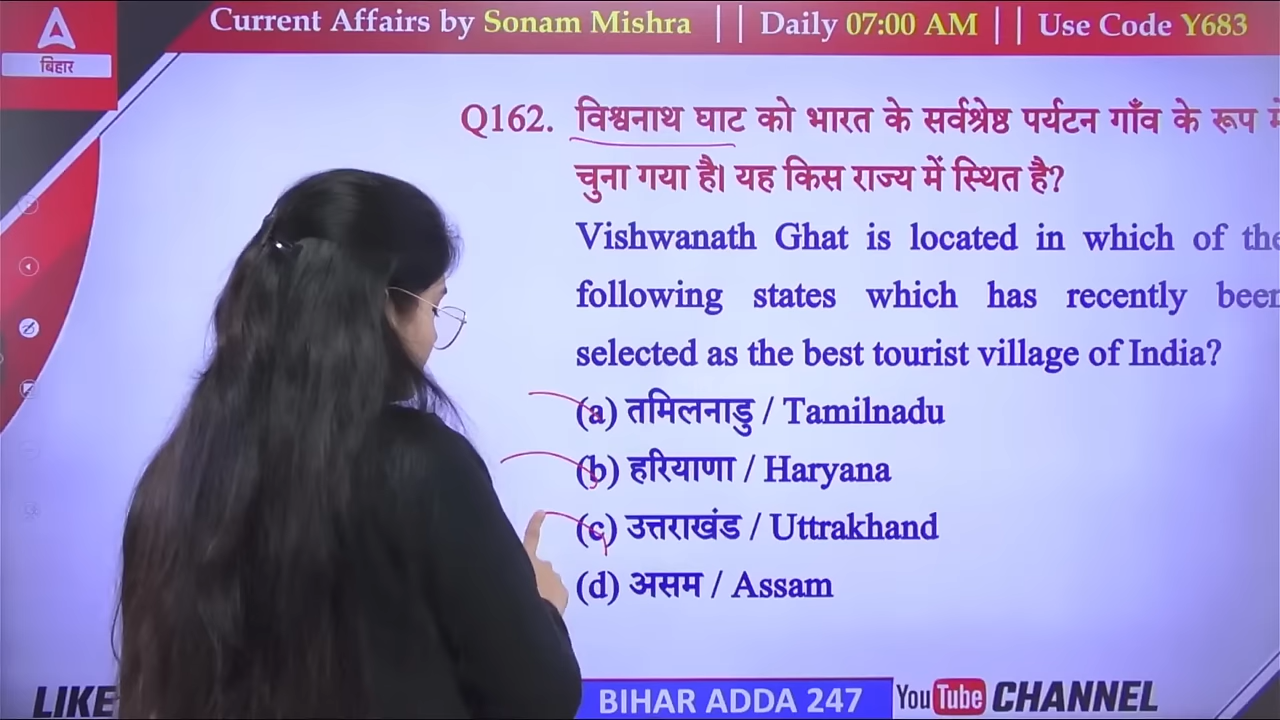 Current Affairs by Sonam Mishra || Daily 07:00 AM || Use Code Y683
बिहार
Q162. विश्वनाथ घाट को भारत के सर्वश्रेष्ठ पर्यटन गाँव के रूप में
चुना गया है। यह किस राज्य में स्थित है?
Vishwanath Ghat is located in which of the
following states which has recently been
selected as the best tourist village of India?
(a) तमिलनाडु / Tamilnadu
(b) हरियाणा / Haryana
(c) उत्तराखंड / Uttrakhand
(d) असम / Assam
LIKE
BIHAR ADDA 247
YouTube CHANNEL